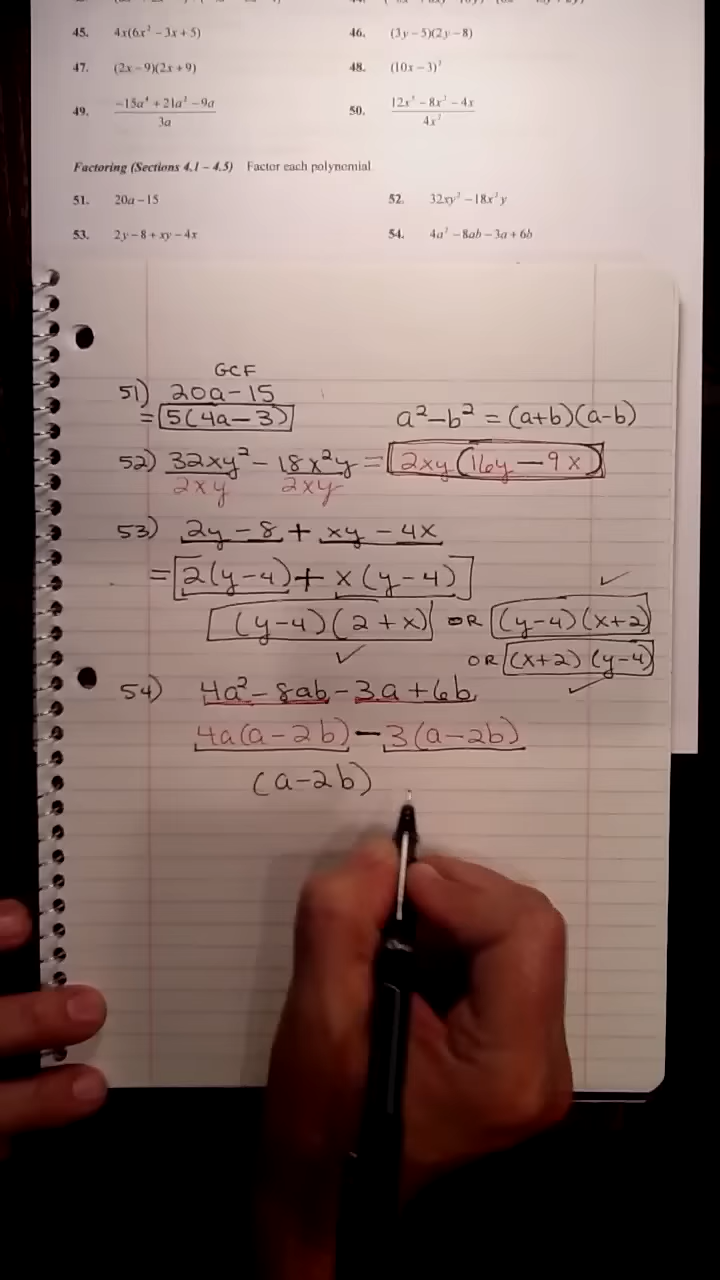 45. 4x(6x² − 3x + 5) 46. (3y − 5)(2y − 8)
47. (2x − 9)(2x + 9) 48. (10x − 3)²
49. −15a⁴ + 21a² − 9a / 3a 50. 4x²
Factoring (Sections 4.1 – 4.5) Factor each polynomial
51. 20a − 15 52. 32xy² − 18x²y
53. 2y − 8 + xy − 4x 54. 4a² − 8ab − 3a + 6b
GCF
51) 20a − 15
= 5(4a − 3) a² − b² = (a+b)(a-b)
52) 32xy² − 18x²y = 2xy(16y − 9x)
2xy 2xy
53) 2y − 8 + xy − 4x
= 2(y−4) + x(y−4)
(y−4)(2+x) OR (y−4)(x+2)
OR (x+2)(y−4)
54) 4a² − 8ab − 3a + 6b
4a(a − 2b) − 3(a − 2b)
(a − 2b)